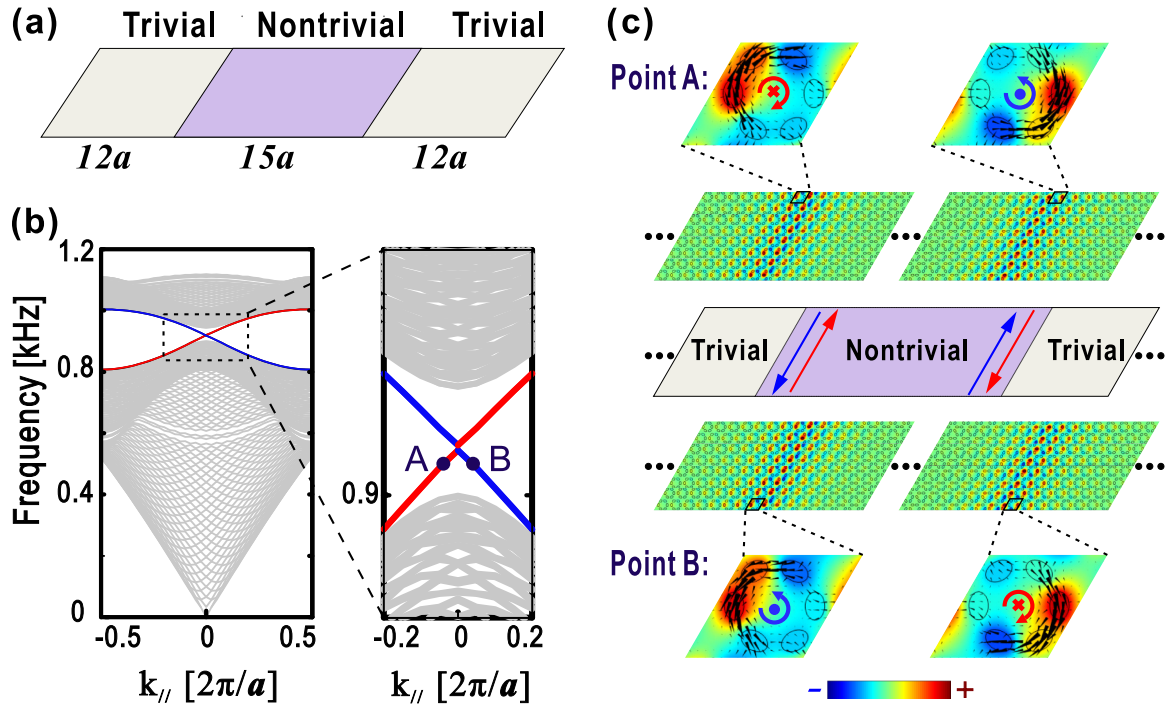 (a)
Trivial Nontrivial Trivial
12a 15a 12a
(b)
Frequency [kHz]
1.2
0.8
0.4
0
-0.5 0 0.5
k// [2π/a]
0.9
A B
-0.2 0 0.2
k// [2π/a]
(c)
Point A:
Trivial Nontrivial Trivial
Point B:
– +